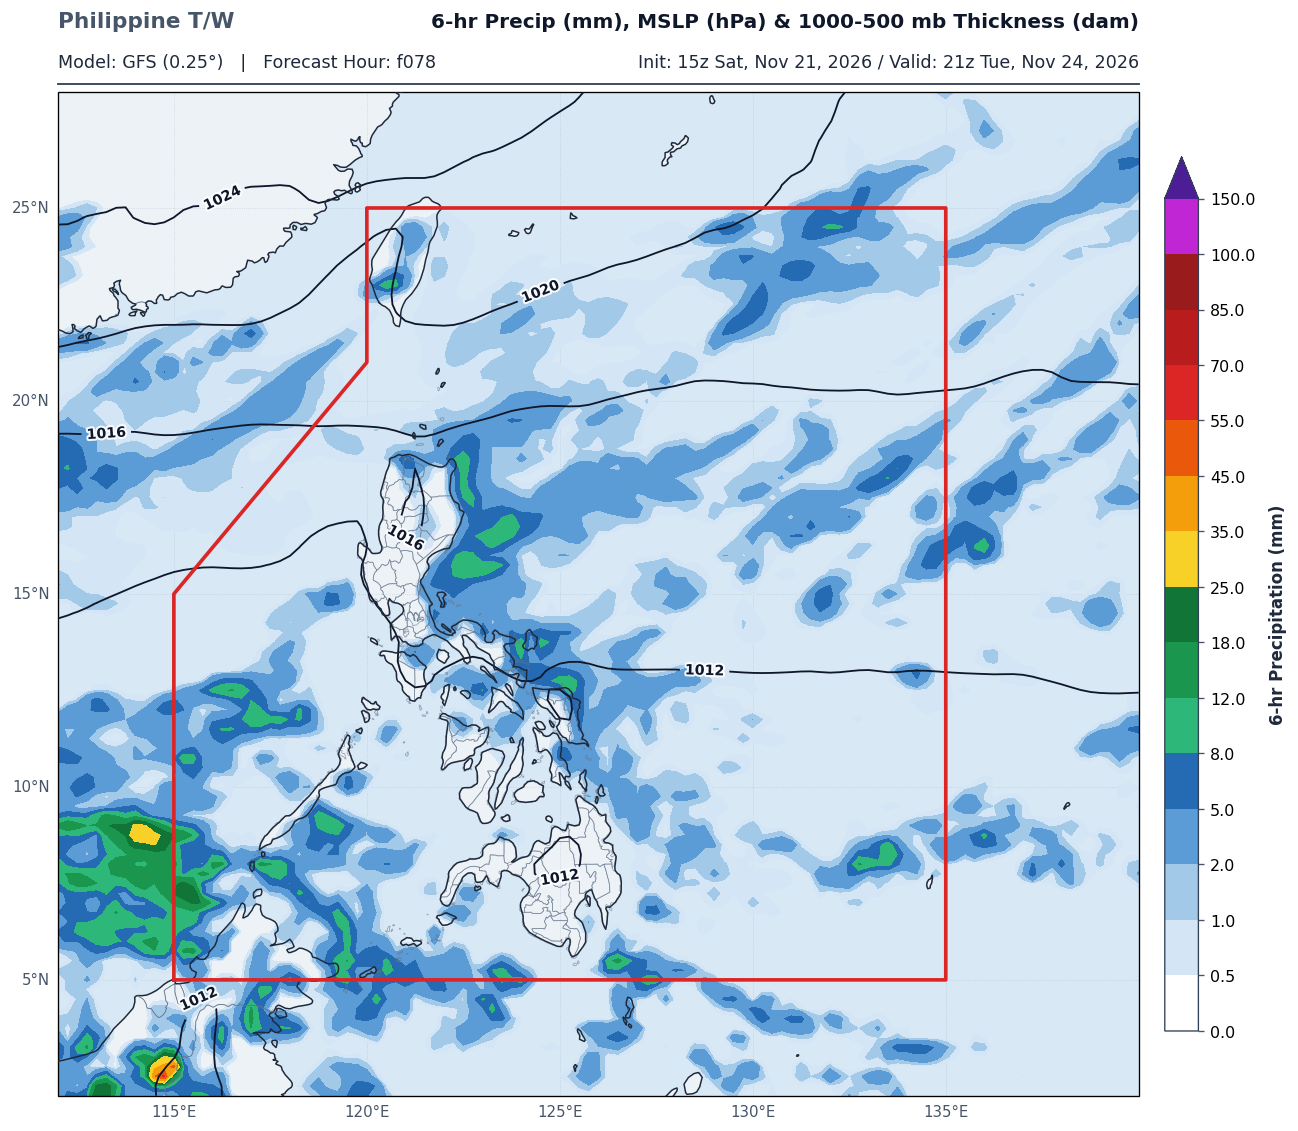 Philippine T/W
6-hr Precip (mm), MSLP (hPa) & 1000-500 mb Thickness (dam)
Model: GFS (0.25°) | Forecast Hour: f078
Init: 15z Sat, Nov 21, 2026 / Valid: 21z Tue, Nov 24, 2026
1024
25°N
1020
20°N
1016
1016
15°N
1012
10°N
1012
5°N
1012
115°E
120°E
125°E
130°E
135°E
150.0
100.0
85.0
70.0
55.0
45.0
35.0
25.0
18.0
12.0
8.0
5.0
2.0
1.0
0.5
0.0
6-hr Precipitation (mm)